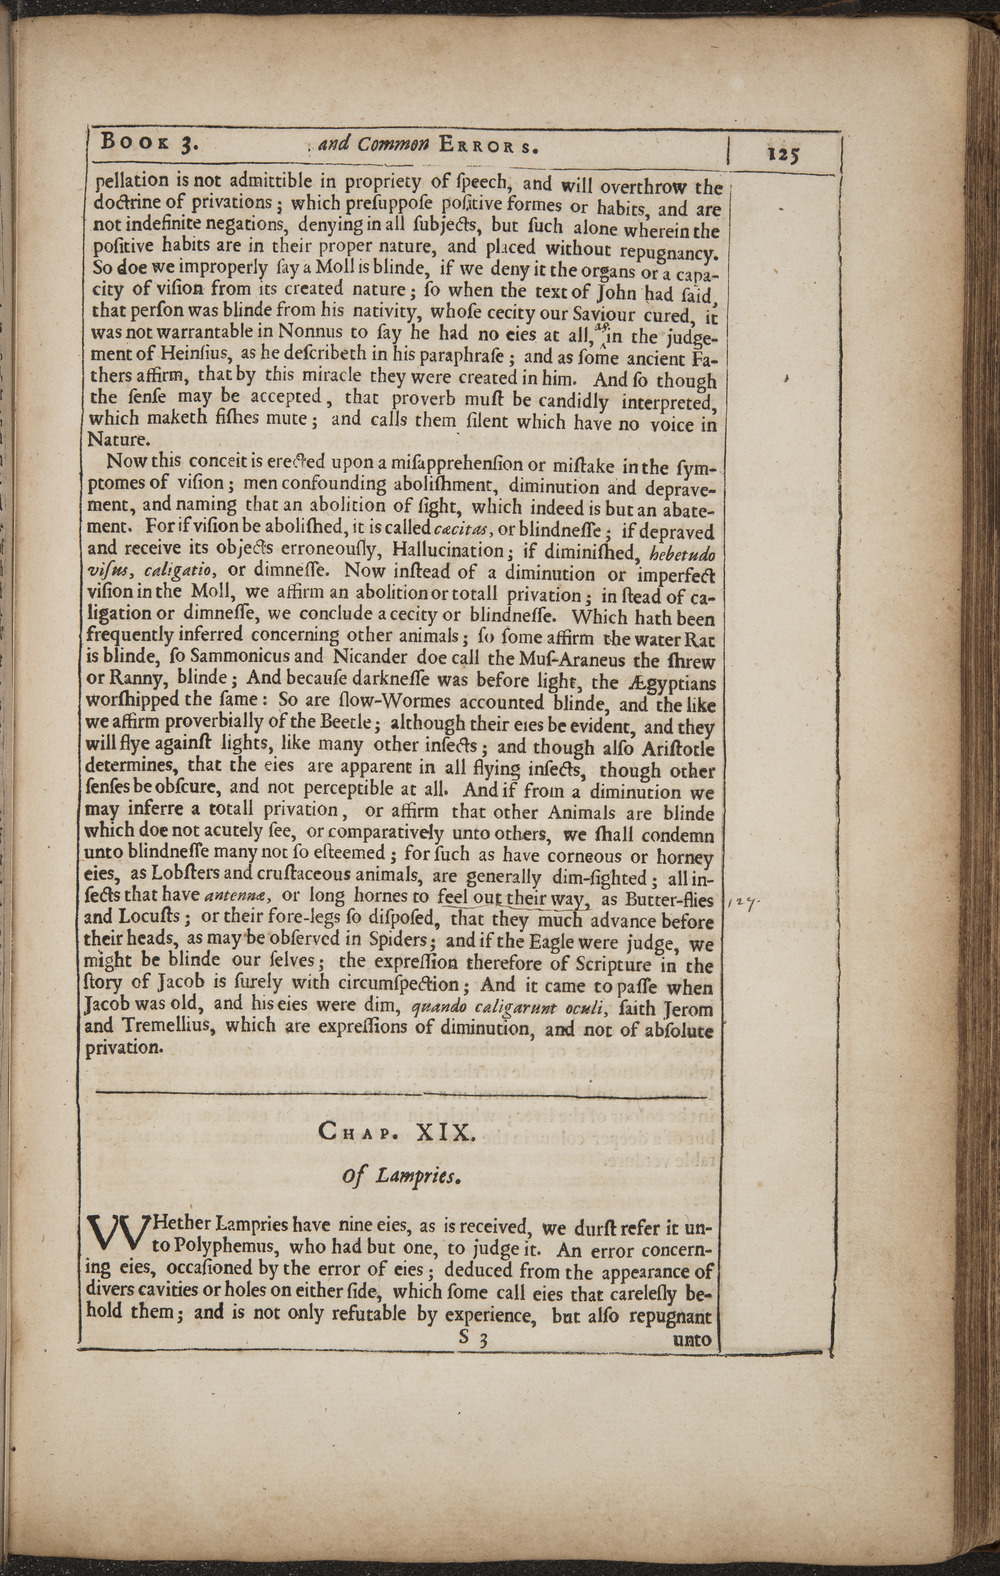 BOOK 3. and Common ERRORS. 125
pellation is not admittible in propriety of ſpeech, and will overthrow the
doctrine of privations; which preſuppoſe poſitive formes or habits, and are
not indefinite negations, denying in all ſubjects, but ſuch alone wherein the
poſitive habits are in their proper nature, and placed without repugnancy.
So doe we improperly ſay a Moll is blinde, if we deny it the organs or a capa-
city of viſion from its created nature; ſo when the text of John had ſaid,
that perſon was blinde from his nativity, whoſe cecity our Saviour cured, it
was not warrantable in Nonnus to ſay he had no eies at all, as in the judge-
ment of Heinſius, as he deſcribeth in his paraphraſe; and as ſome ancient Fa-
thers affirm, that by this miracle they were created in him. And ſo though
the ſenſe may be accepted, that proverb muſt be candidly interpreted,
which maketh fiſhes mute; and calls them ſilent which have no voice in
Nature.
Now this conceit is erected upon a miſapprehenſion or miſtake in the ſym-
ptomes of viſion; men confounding aboliſhment, diminution and deprave-
ment, and naming that an abolition of ſight, which indeed is but an abate-
ment. For if viſion be aboliſhed, it is called cæcitas, or blindneſſe; if depraved
and receive its objects erroneouſly, Hallucination; if diminiſhed, hebetudo
viſus, caligatio, or dimneſſe. Now inſtead of a diminution or imperfect
viſion in the Moll, we affirm an abolition or totall privation; in ſtead of ca-
ligation or dimneſſe, we conclude a cecity or blindneſſe. Which hath been
frequently inferred concerning other animals; ſo ſome affirm the water Rat
is blinde, ſo Sammonicus and Nicander doe call the Muſ-Araneus the ſhrew
or Ranny, blinde; And becauſe darkneſſe was before light, the Ægyptians
worſhipped the ſame: So are ſlow-Wormes accounted blinde, and the like
we affirm proverbially of the Beetle; although their eies be evident, and they
will flye againſt lights, like many other inſects; and though alſo Ariſtotle
determines, that the eies are apparent in all flying inſects, though other
ſenſes be obſcure, and not perceptible at all. And if from a diminution we
may inferre a totall privation, or affirm that other Animals are blinde
which doe not acutely ſee, or comparatively unto others, we ſhall condemn
unto blindneſſe many not ſo eſteemed; for ſuch as have corneous or horney
eies, as Lobſters and cruſtaceous animals, are generally dim-ſighted; all in-
ſects that have antennæ, or long hornes to feel out their way, as Butter-flies 127.
and Locuſts; or their fore-legs ſo diſpoſed, that they much advance before
their heads, as may be obſerved in Spiders; and if the Eagle were judge, we
might be blinde our ſelves; the expreſſion therefore of Scripture in the
ſtory of Jacob is ſurely with circumſpection; And it came to paſſe when
Jacob was old, and his eies were dim, quando caligarunt oculi, ſaith Jerom
and Tremellius, which are expreſſions of diminution, and not of abſolute
privation.
CHAP. XIX.
Of Lampries.
WHether Lampries have nine eies, as is received, we durſt refer it un-
to Polyphemus, who had but one, to judge it. An error concern-
ing eies, occaſioned by the error of eies; deduced from the appearance of
divers cavities or holes on either ſide, which ſome call eies that careleſly be-
hold them; and is not only refutable by experience, but alſo repugnant
S 3 unto